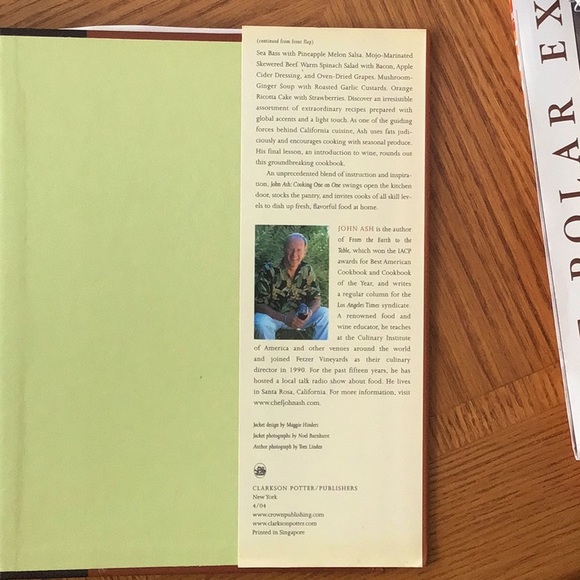 (continued from front flap)
Sea Bass with Pineapple Melon Salsa. Mojo-Marinated
Skewered Beef. Warm Spinach Salad with Bacon, Apple
Cider Dressing, and Oven-Dried Grapes. Mushroom-
Ginger Soup with Roasted Garlic Custards. Orange
Ricotta Cake with Strawberries. Discover an irresistible
assortment of extraordinary recipes prepared with
global accents and a light touch. As one of the guiding
forces behind California cuisine, Ash uses fats judi-
ciously and encourages cooking with seasonal produce.
His final lesson, an introduction to wine, rounds out
this groundbreaking cookbook.
An unprecedented blend of instruction and inspira-
tion, John Ash: Cooking One on One swings open the kitchen
door, stocks the pantry, and invites cooks of all skill lev-
els to dish up fresh, flavorful food at home.
JOHN ASH is the author
of From the Earth to the
Table, which won the IACP
awards for Best American
Cookbook and Cookbook
of the Year, and writes
a regular column for the
Los Angeles Times syndicate.
A renowned food and
wine educator, he teaches
at the Culinary Institute
of America and other venues around the world
and joined Fetzer Vineyards as their culinary
director in 1990. For the past fifteen years, he has
hosted a local talk radio show about food. He lives
in Santa Rosa, California. For more information, visit
www.chefjohnash.com.
Jacket design by Maggie Hinders
Jacket photographs by Noel Barnhurst
Author photograph by Tom Liden
CLARKSON POTTER/PUBLISHERS
New York
4/04
www.crownpublishing.com
www.clarksonpotter.com
Printed in Singapore
POLAR EX